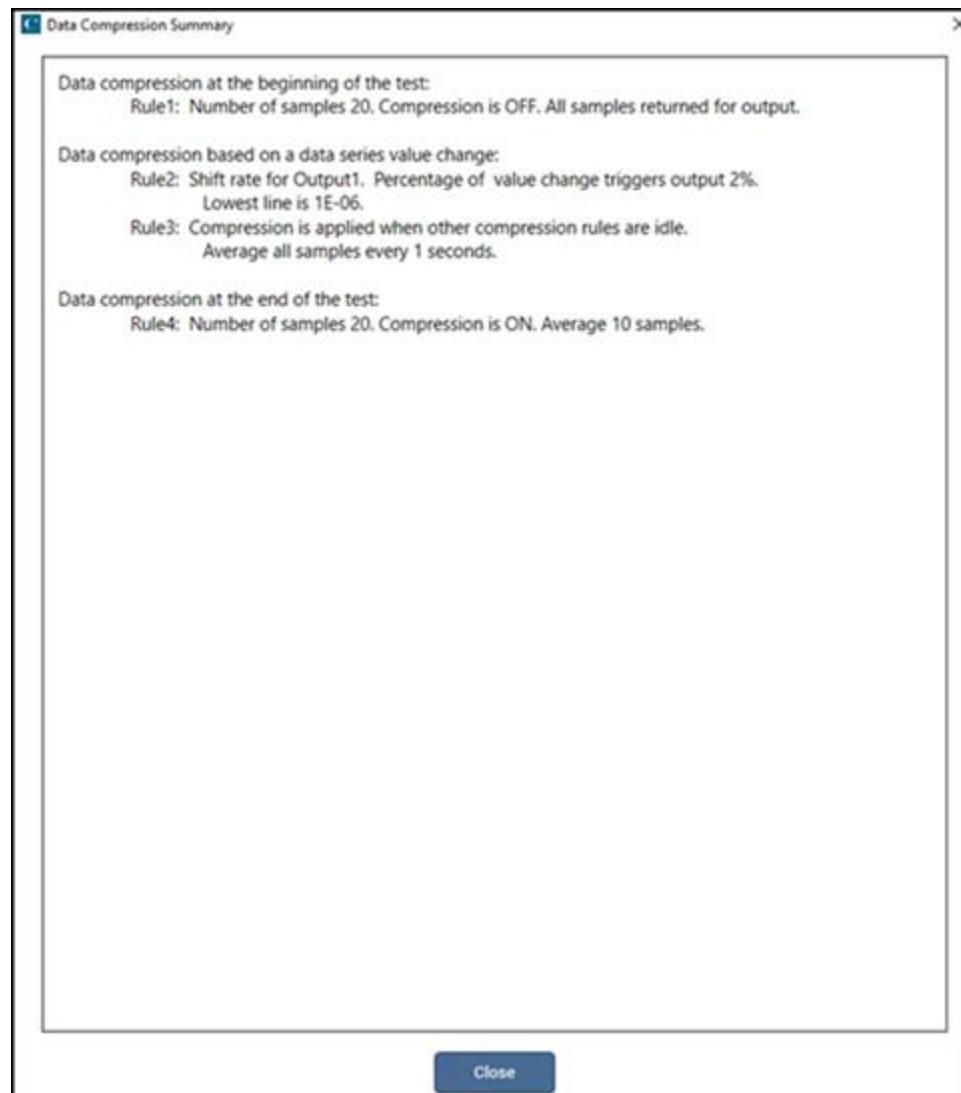 Data Compression Summary
Data compression at the beginning of the test:
Rule1: Number of samples 20. Compression is OFF. All samples returned for output.
Data compression based on a data series value change:
Rule2: Shift rate for Output1. Percentage of value change triggers output 2%.
Lowest line is 1E-06.
Rule3: Compression is applied when other compression rules are idle.
Average all samples every 1 seconds.
Data compression at the end of the test:
Rule4: Number of samples 20. Compression is ON. Average 10 samples.
Close